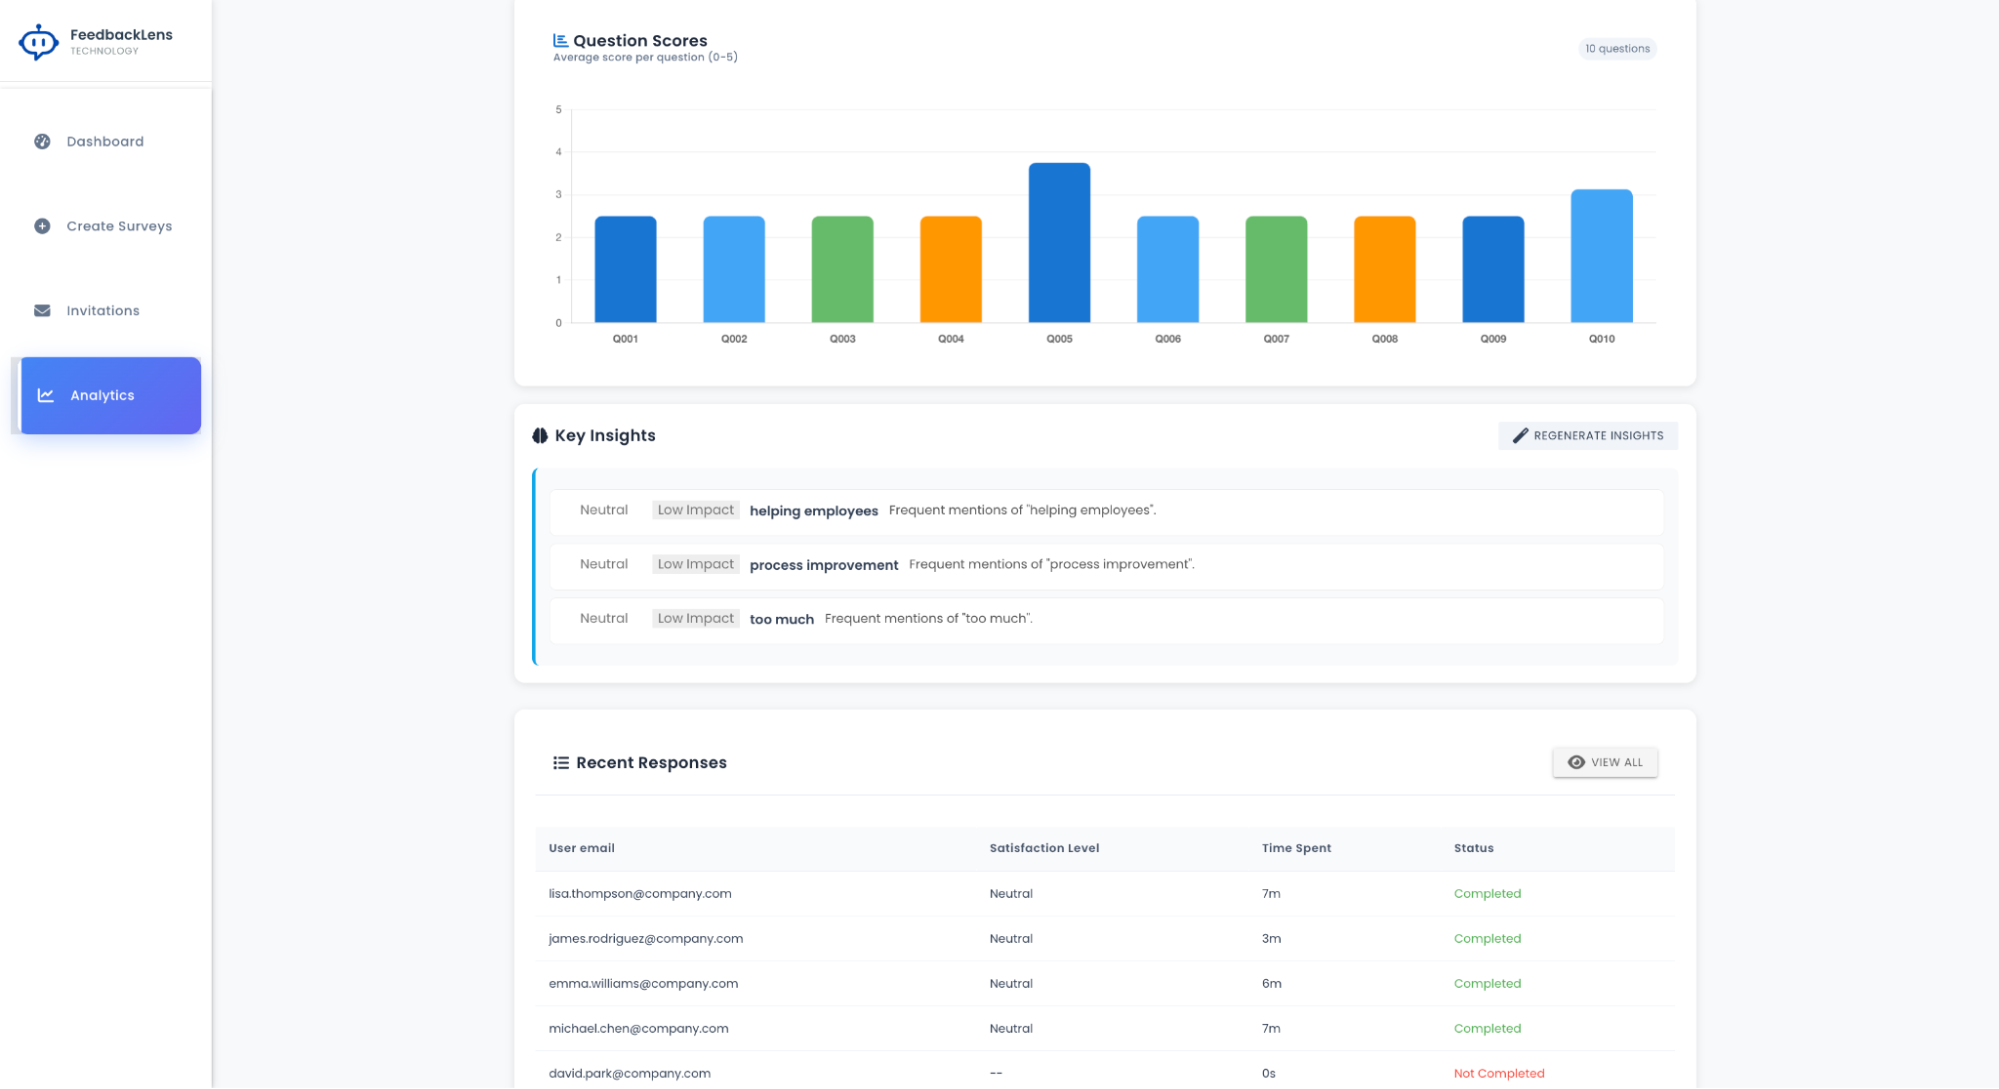 FeedbackLens
TECHNOLOGY
Dashboard
Create Surveys
Invitations
Analytics
Question Scores
Average score per question (0-5)
10 questions
5
4
3
2
1
0
Q001 Q002 Q003 Q004 Q005 Q006 Q007 Q008 Q009 Q010
Key Insights
REGENERATE INSIGHTS
Neutral Low Impact helping employees Frequent mentions of "helping employees".
Neutral Low Impact process improvement Frequent mentions of "process improvement".
Neutral Low Impact too much Frequent mentions of "too much".
Recent Responses
VIEW ALL
User email Satisfaction Level Time Spent Status
lisa.thompson@company.com Neutral 7m Completed
james.rodriguez@company.com Neutral 3m Completed
emma.williams@company.com Neutral 6m Completed
michael.chen@company.com Neutral 7m Completed
david.park@company.com -- 0s Not Completed